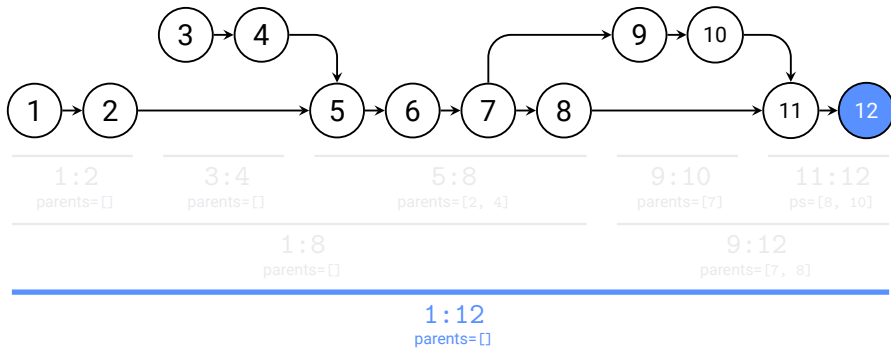 3 4 9 10
1 2 5 6 7 8 11 12
1:2 3:4 5:8 9:10 11:12
parents=[] parents=[] parents=[2, 4] parents=[7] ps=[8, 10]
1:8 9:12
parents=[] parents=[7, 8]
1:12
parents=[]